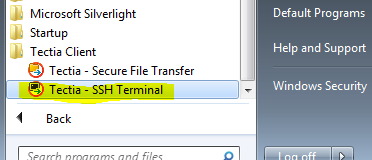 Microsoft Silverlight
Startup
Tectia Client
Tectia - Secure File Transfer
Tectia - SSH Terminal
Back
Search programs and files
Default Programs
Help and Support
Windows Security
Log off